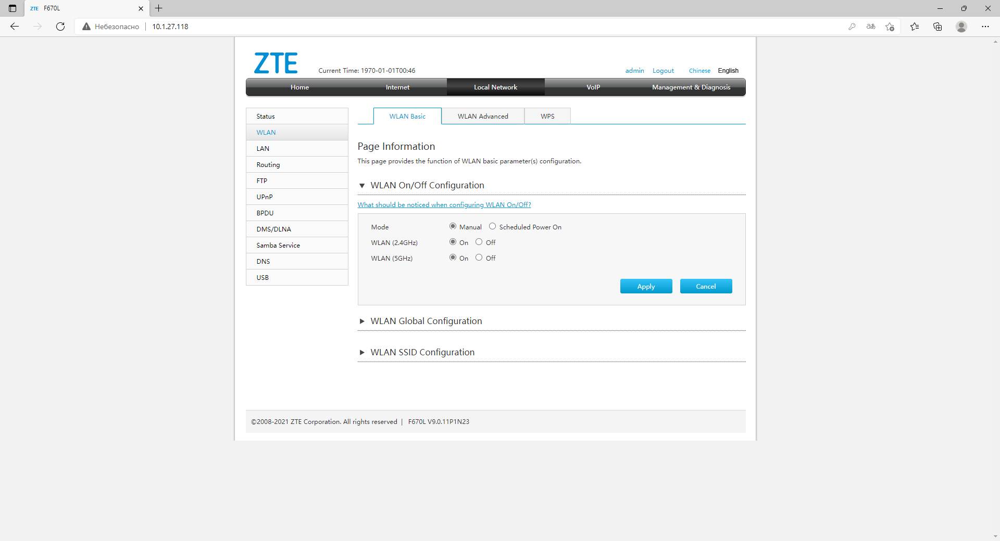 ZTE F670L
Небезопасно 10.1.27.118 aあ
ZTE
Current Time: 1970-01-01T00:46 admin Logout Chinese English
Home Internet Local Network VoIP Management & Diagnosis
Status
WLAN
LAN
Routing
FTP
UPnP
BPDU
DMS/DLNA
Samba Service
DNS
USB
WLAN Basic WLAN Advanced WPS
Page Information
This page provides the function of WLAN basic parameter(s) configuration.
WLAN On/Off Configuration
What should be noticed when configuring WLAN On/Off?
Mode Manual Scheduled Power On
WLAN (2.4GHz) On Off
WLAN (5GHz) On Off
Apply Cancel
WLAN Global Configuration
WLAN SSID Configuration
©2008-2021 ZTE Corporation. All rights reserved | F670L V9.0.11P1N23